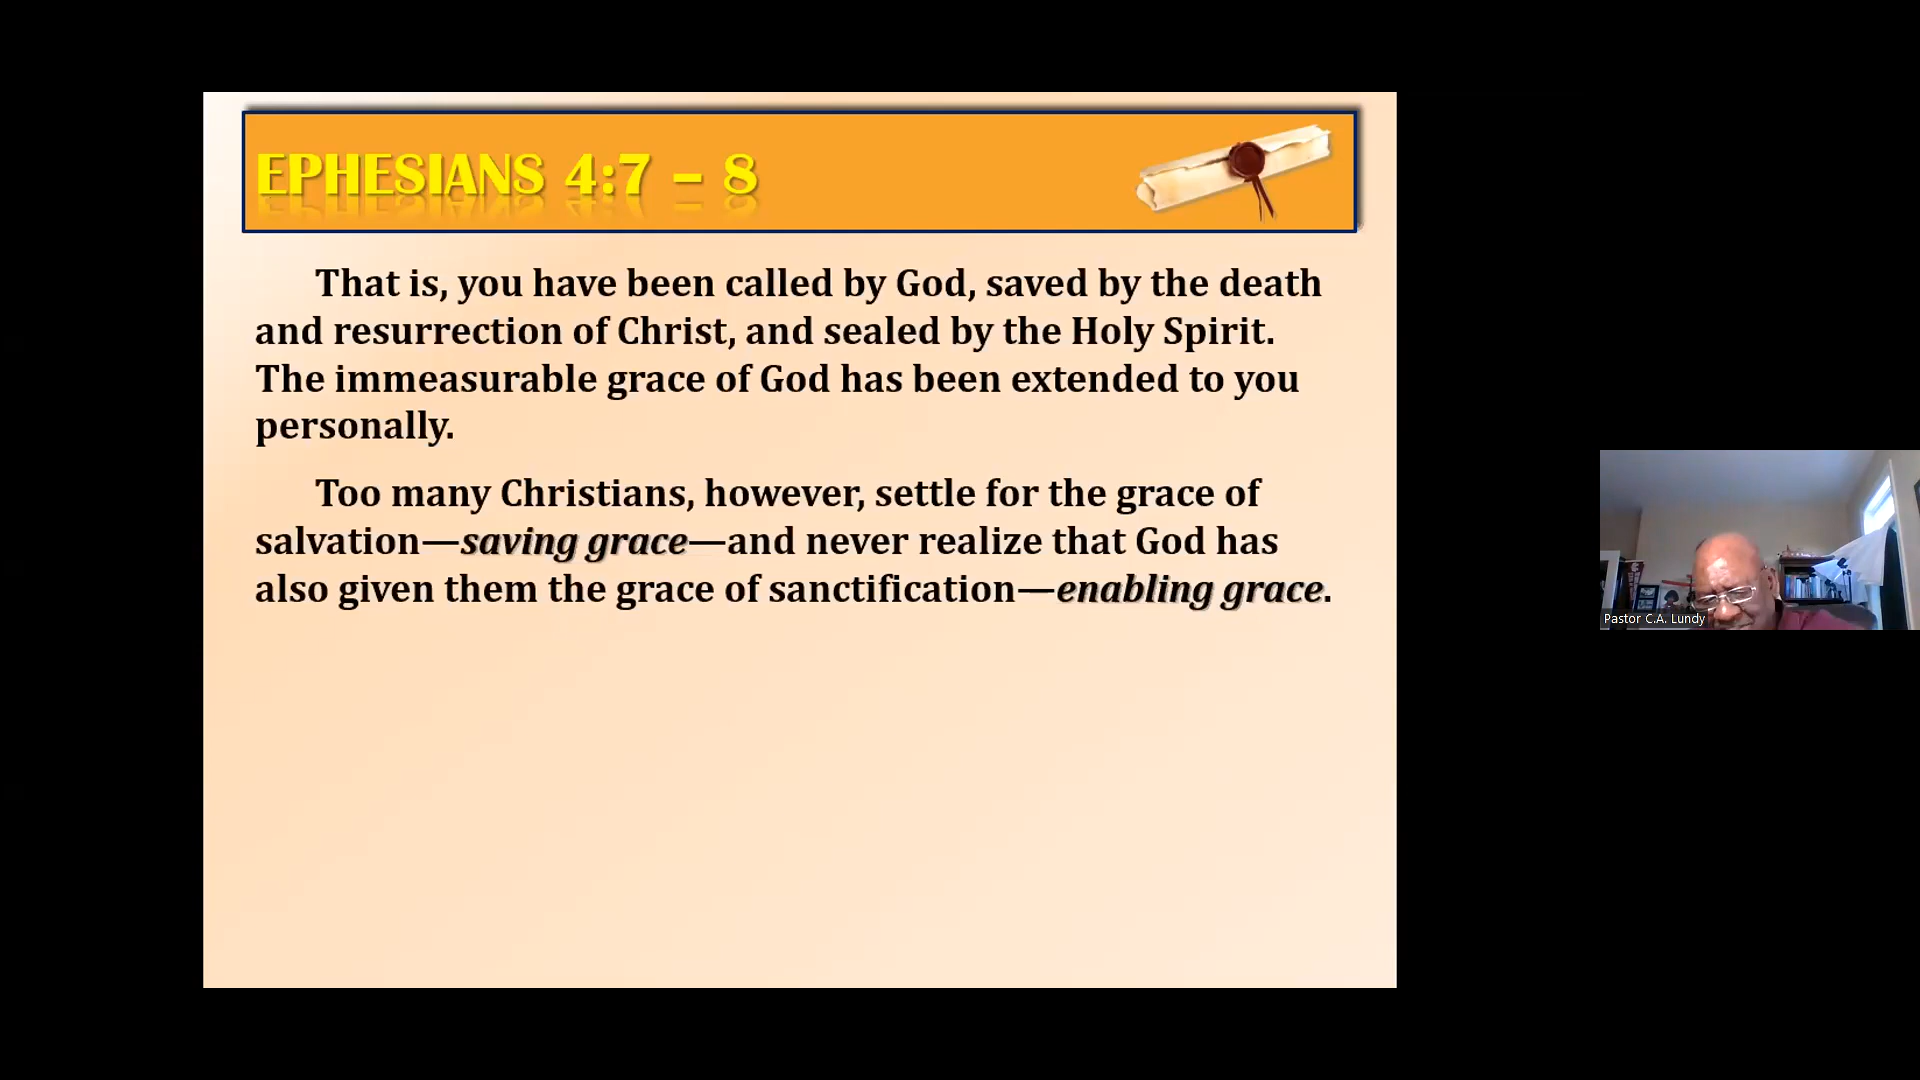 EPHESIANS 4:7 – 8
That is, you have been called by God, saved by the death
and resurrection of Christ, and sealed by the Holy Spirit.
The immeasurable grace of God has been extended to you
personally.
Too many Christians, however, settle for the grace of
salvation—saving grace—and never realize that God has
also given them the grace of sanctification—enabling grace.
Pastor C.A. Lundy